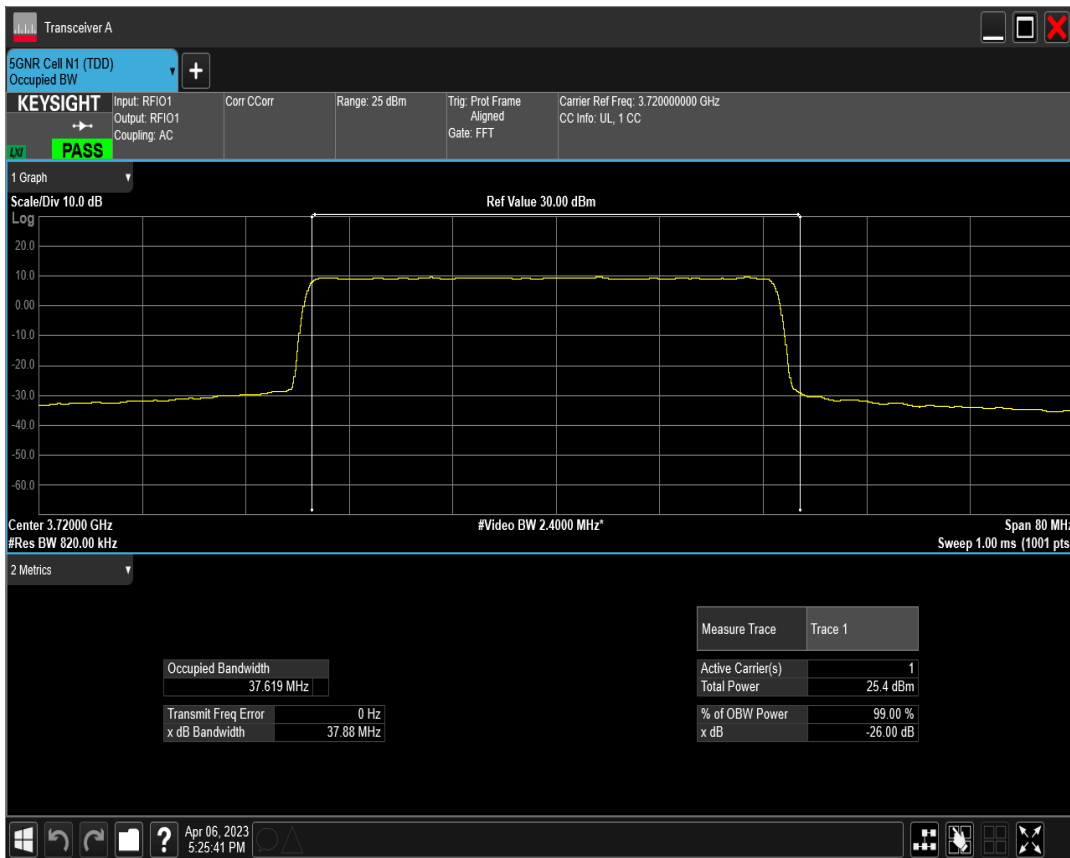 Transceiver A
5GNR Cell N1 (TDD)
Occupied BW
+
KEYSIGHT
LXI
PASS
Input: RFIO1
Output: RFIO1
Coupling: AC
Corr CCorr
Range: 25 dBm
Trig: Prot Frame
Aligned
Gate: FFT
Carrier Ref Freq: 3.720000000 GHz
CC Info: UL, 1 CC
1 Graph
Scale/Div 10.0 dB
Ref Value 30.00 dBm
Log
20.0
10.0
0.00
-10.0
-20.0
-30.0
-40.0
-50.0
-60.0
Center 3.72000 GHz
#Video BW 2.4000 MHz*
Span 80 MHz
#Res BW 820.00 kHz
Sweep 1.00 ms (1001 pts
2 Metrics
Measure Trace Trace 1
Occupied Bandwidth
37.619 MHz
Active Carrier(s) 1
Total Power 25.4 dBm
Transmit Freq Error 0 Hz
x dB Bandwidth 37.88 MHz
% of OBW Power 99.00 %
x dB -26.00 dB
?
Apr 06, 2023
5:25:41 PM